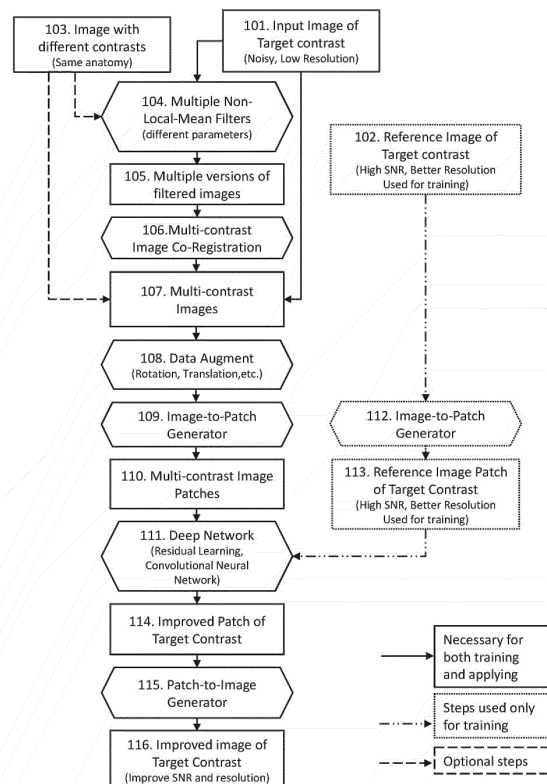 103. Image with
different contrasts
(Same anatomy)
101. Input Image of
Target contrast
(Noisy, Low Resolution)
104. Multiple Non-
Local-Mean Filters
(different parameters)
102. Reference Image of
Target contrast
(High SNR, Better Resolution
Used for training)
105. Multiple versions of
filtered images
106.Multi-contrast
Image Co-Registration
107. Multi-contrast
Images
108. Data Augment
(Rotation, Translation,etc.)
109. Image-to-Patch
Generator
112. Image-to-Patch
Generator
110. Multi-contrast Image
Patches
113. Reference Image Patch
of Target Contrast
(High SNR, Better Resolution
Used for training)
111. Deep Network
(Residual Learning,
Convolutional Neural
Network)
114. Improved Patch of
Target Contrast
115. Patch-to-Image
Generator
116. Improved image of
Target Contrast
(Improve SNR and resolution)
Necessary for
both training
and applying
Steps used only
for training
Optional steps